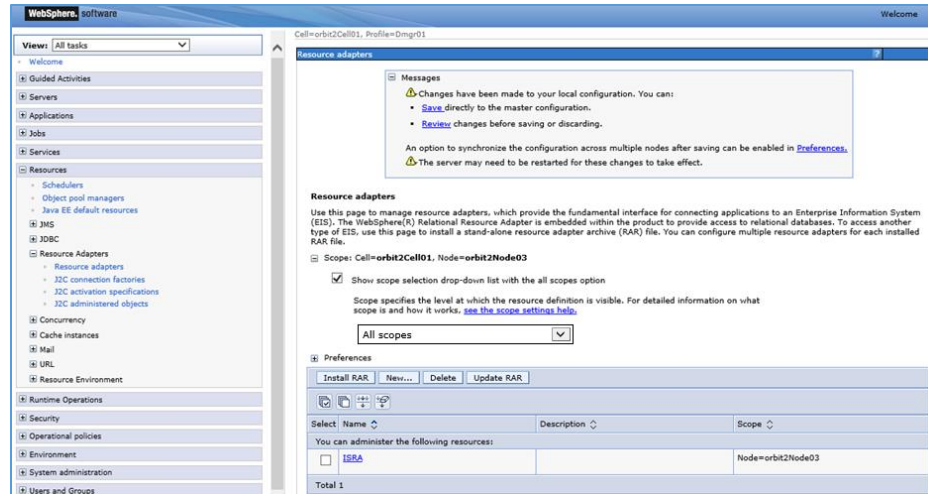 WebSphere. software
Welcome
View: All tasks
Welcome
Guided Activities
Servers
Applications
Jobs
Services
Resources
Schedulers
Object pool managers
Java EE default resources
JMS
JDBC
Resource Adapters
Resource adapters
J2C connection factories
J2C activation specifications
J2C administered objects
Concurrency
Cache instances
Mail
URL
Resource Environment
Runtime Operations
Security
Operational policies
Environment
System administration
Users and Groups
Cell=orbit2Cell01, Profile=Dmgr01
Resource adapters ?
Messages
Changes have been made to your local configuration. You can:
Save directly to the master configuration.
Review changes before saving or discarding.
An option to synchronize the configuration across multiple nodes after saving can be enabled in Preferences.
The server may need to be restarted for these changes to take effect.
Resource adapters
Use this page to manage resource adapters, which provide the fundamental interface for connecting applications to an Enterprise Information System
(EIS). The WebSphere(R) Relational Resource Adapter is embedded within the product to provide access to relational databases. To access another
type of EIS, use this page to install a stand-alone resource adapter archive (RAR) file. You can configure multiple resource adapters for each installed
RAR file.
Scope: Cell=orbit2Cell01, Node=orbit2Node03
Show scope selection drop-down list with the all scopes option
Scope specifies the level at which the resource definition is visible. For detailed information on what
scope is and how it works, see the scope settings help.
All scopes
Preferences
Install RAR New... Delete Update RAR
Select Name Description Scope
You can administer the following resources:
ISRA Node=orbit2Node03
Total 1